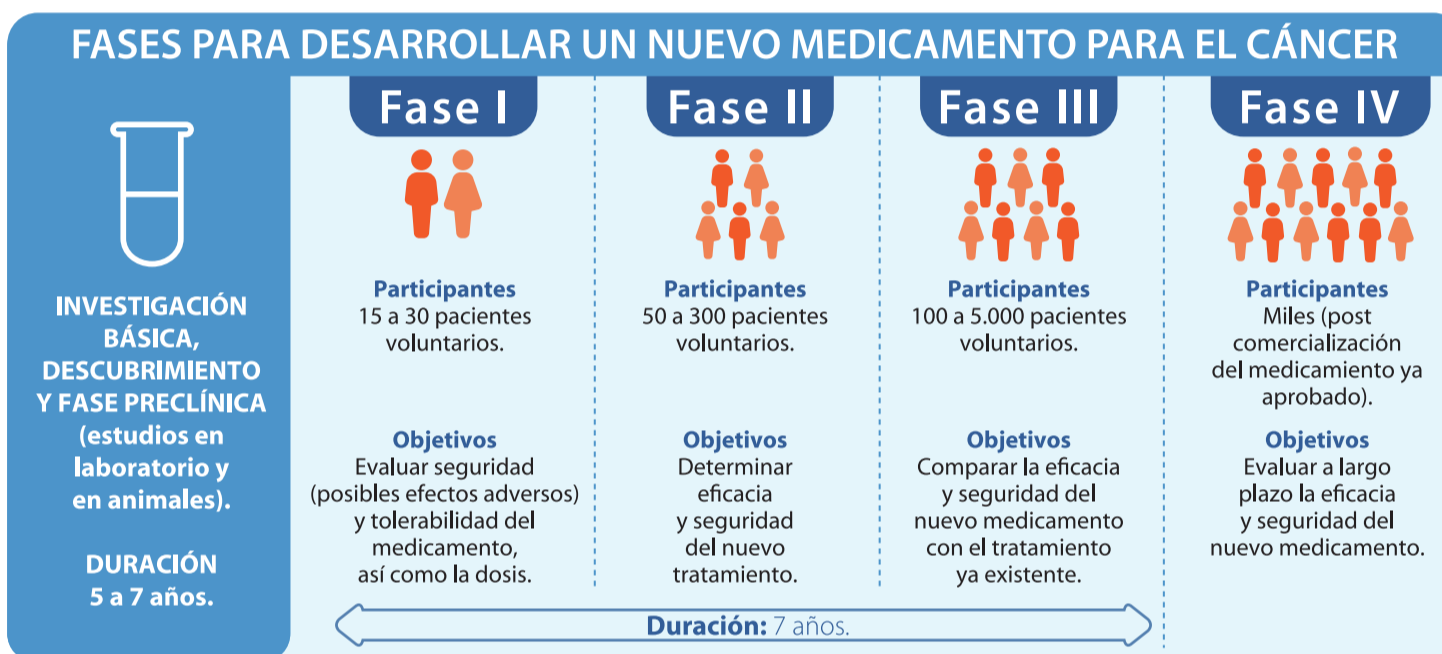 FASES PARA DESARROLLAR UN NUEVO MEDICAMENTO PARA EL CÁNCER
INVESTIGACIÓN
BÁSICA,
DESCUBRIMIENTO
Y FASE PRECLÍNICA
(estudios en
laboratorio y
en animales).
DURACIÓN
5 a 7 años.
Fase I
Participantes
15 a 30 pacientes
voluntarios.
Objetivos
Evaluar seguridad
(posibles efectos adversos)
y tolerabilidad del
medicamento,
así como la dosis.
Fase II
Participantes
50 a 300 pacientes
voluntarios.
Objetivos
Determinar
eficacia
y seguridad
del nuevo
tratamiento.
Fase III
Participantes
100 a 5.000 pacientes
voluntarios.
Objetivos
Comparar la eficacia
y seguridad del
nuevo medicamento
con el tratamiento
ya existente.
Fase IV
Participantes
Miles (post
comercialización
del medicamiento ya
aprobado).
Objetivos
Evaluar a largo
plazo la eficacia
y seguridad del
nuevo medicamento.
Duración: 7 años.